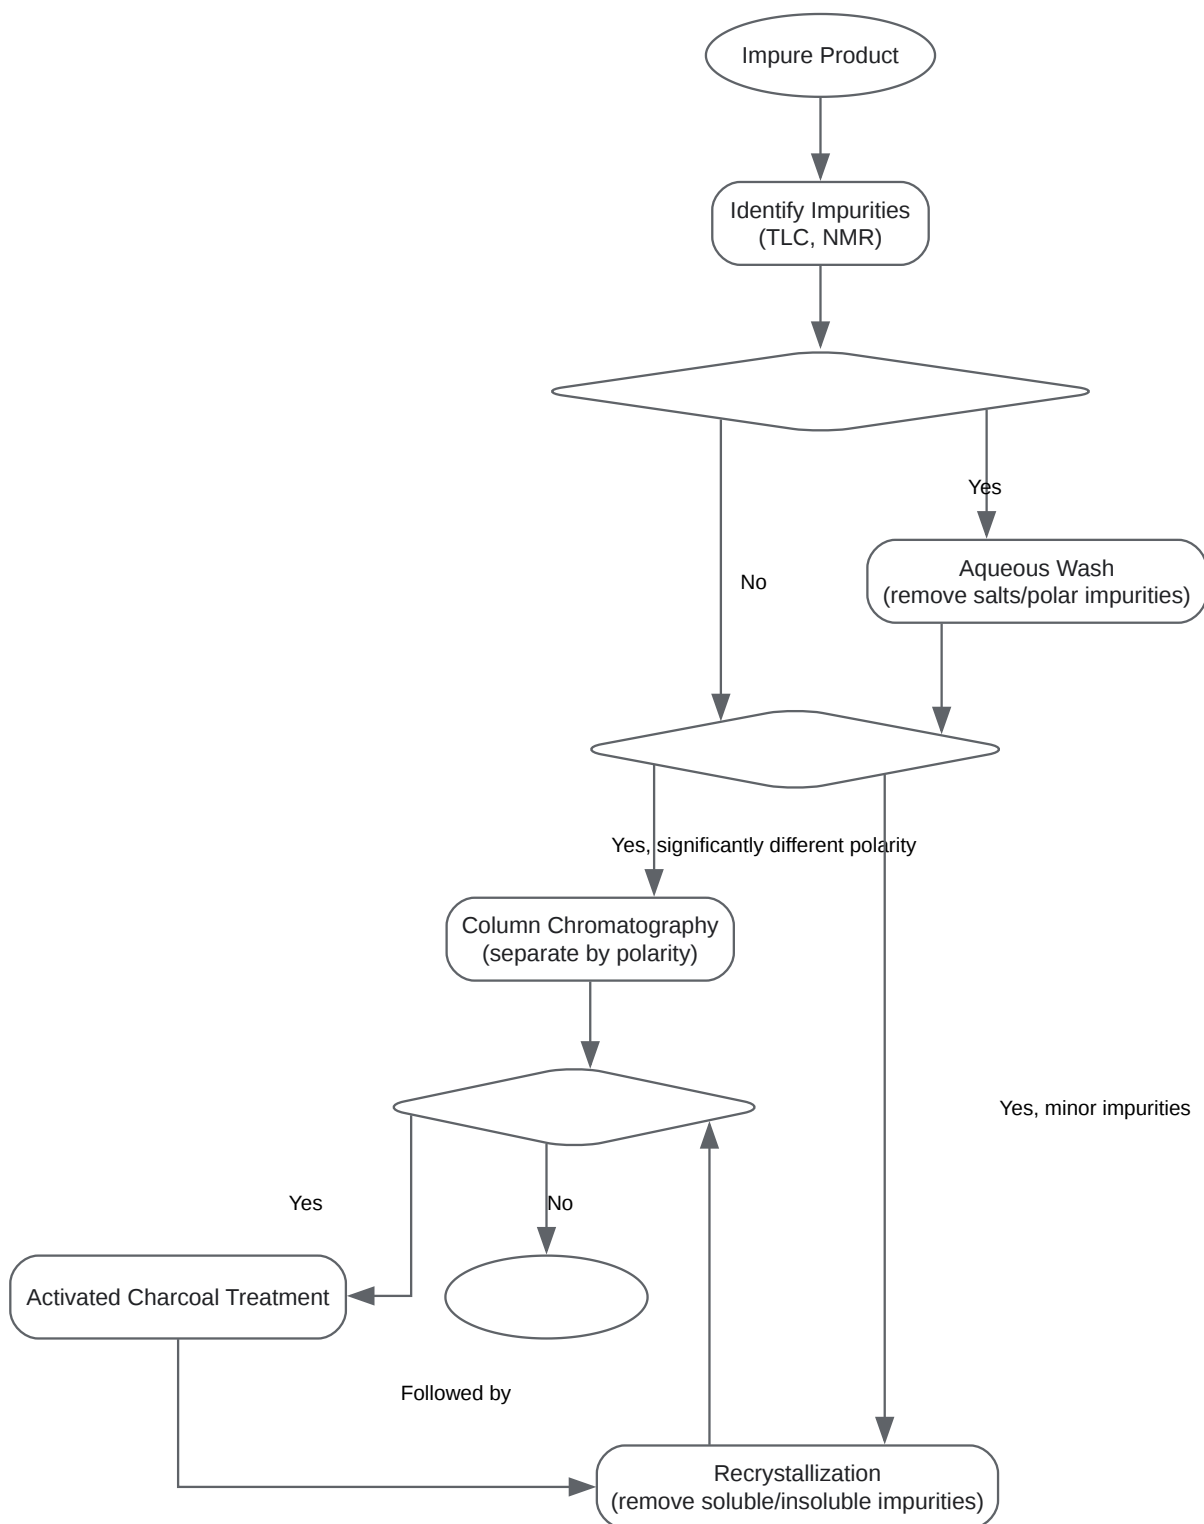 Impure Product
Identify Impurities
(TLC, NMR)
Yes
Aqueous Wash
(remove salts/polar impurities)
No
Yes, significantly different polarity
Column Chromatography
(separate by polarity)
Yes, minor impurities
Yes
No
Activated Charcoal Treatment
Followed by
Recrystallization
(remove soluble/insoluble impurities)